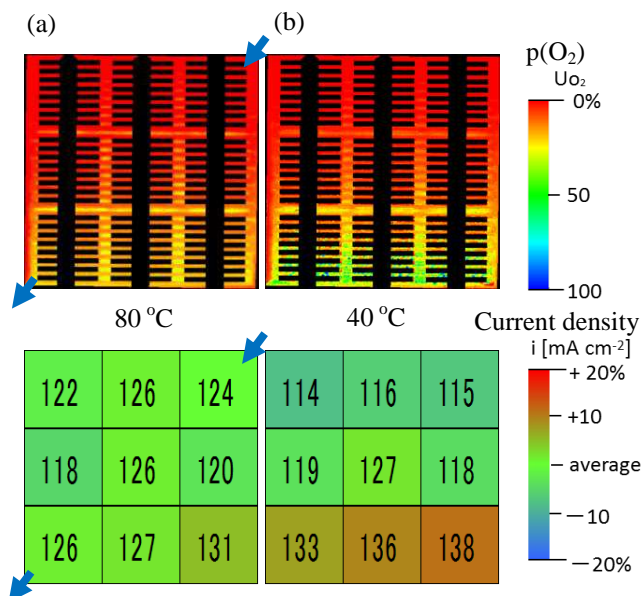 (a)
(b)
p(O₂)
Uo₂
0%
50
100
80 °C
40 °C
Current density
i [mA cm⁻²]
122 126 124
118 126 120
126 127 131
114 116 115
119 127 118
133 136 138
+ 20%
+10
average
—10
—20%